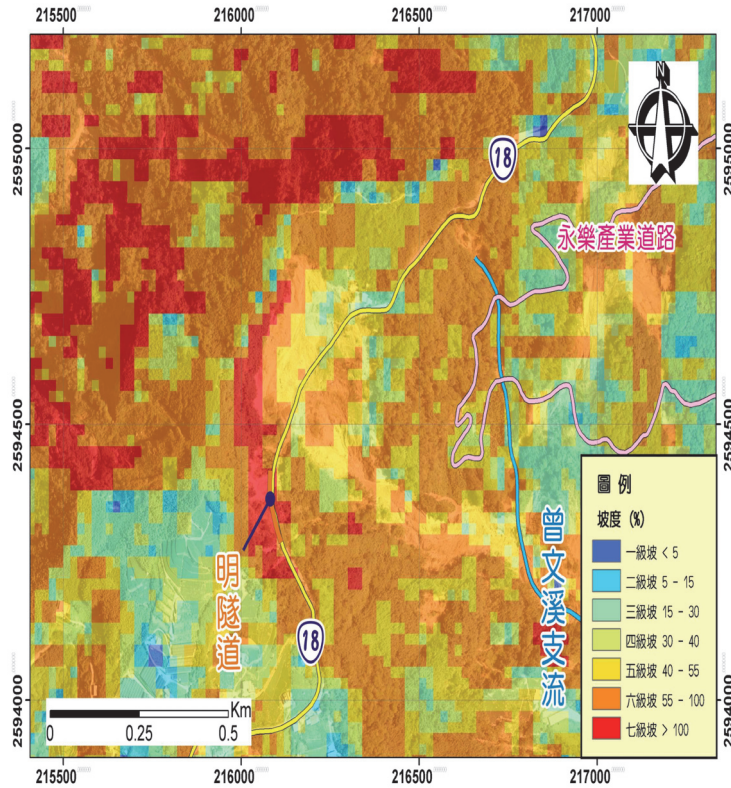 215500
216000
216500
217000
N
2595000
2595000
18
永樂產業道路
2594500
2594500
圖 例
坡度 (%)
一級坡 < 5
二級坡 5 - 15
三級坡 15 - 30
四級坡 30 - 40
五級坡 40 - 55
六級坡 55 - 100
七級坡 > 100
曾文溪支流
明隧道
18
2594000
2594000
Km
0
0.25
0.5
215500
216000
216500
217000